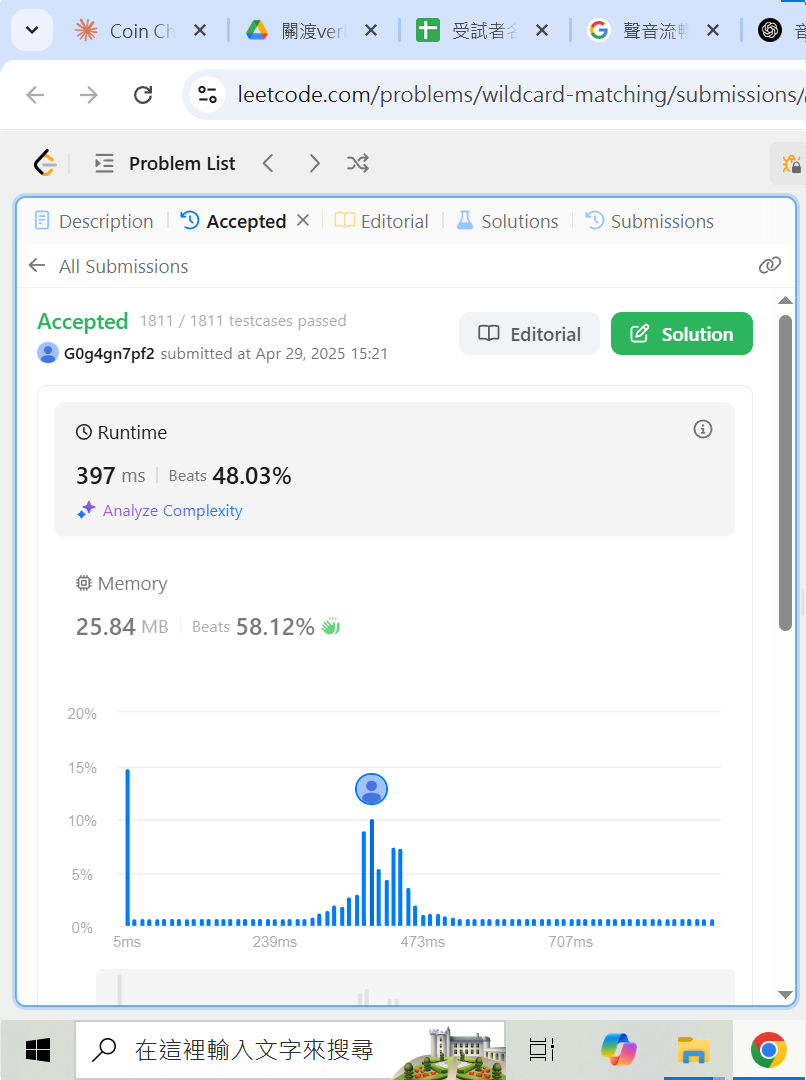 Coin Ch
關渡ver
受試者名
聲音流暢
音
leetcode.com/problems/wildcard-matching/submissions/
Problem List
Description
Accepted
Editorial
Solutions
Submissions
All Submissions
Accepted 1811 / 1811 testcases passed
G0g4gn7pf2 submitted at Apr 29, 2025 15:21
Editorial
Solution
Runtime
397 ms Beats 48.03%
Analyze Complexity
Memory
25.84 MB Beats 58.12%
20%
15%
10%
5%
0%
5ms 239ms 473ms 707ms
在這裡輸入文字來搜尋